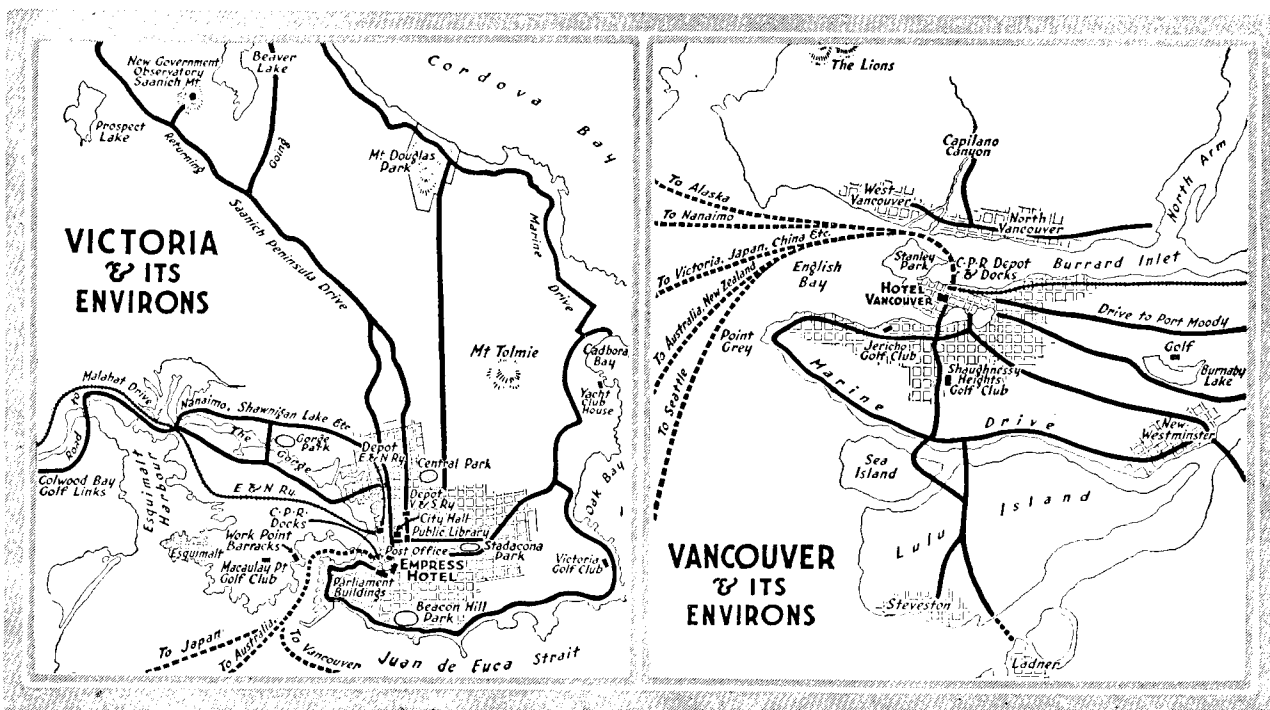 New Government
Observatory
Saanich Mt.
Beaver
Lake
Cordova Bay
Prospect
Lake
Returning
Going
Mt Douglas
Park
Saanich Peninsula Drive
Marine Drive
VICTORIA
& ITS
ENVIRONS
Mt Tolmie
Cadbora
Bay
Yacht
Club
House
Malahat Drive
Nanaimo, Shawnigan Lake Etc
Road To
The Gorge
Gorge
Park
Depot
E & N Ry
Central Park
Colwood Bay
Golf Links
Esquimalt
Harbour
E & N Ry.
Depot
V & S Ry
Oak Bay
C·P·R·
Docks
City Hall
Public Library
Work Point
Barracks
Post Office
Stadacona
Park
Esquimalt
Macaulay Pt
Golf Club
EMPRESS
HOTEL
Victoria
Golf Club
Parliament
Buildings
Beacon Hill
Park
To Japan
To Australia
To Vancouver
Juan de Fuca Strait
The Lions
Capilano
Canyon
North Arm
To Alaska
West
Vancouver
To Nanaimo
North
Vancouver
To Victoria, Japan, China Etc.
Stanley
Park
C·P·R Depot
& Docks
Burrard Inlet
English
Bay
HOTEL
VANCOUVER
To Australia, New Zealand
Drive to Port Moody
Point
Grey
To Seattle
Jericho
Golf Club
Golf
Shaughnessy
Heights
Golf Club
Burnaby
Lake
Marine Drive
New
Westminster
Sea
Island
Lulu Island
VANCOUVER
& ITS
ENVIRONS
Steveston
Ladner